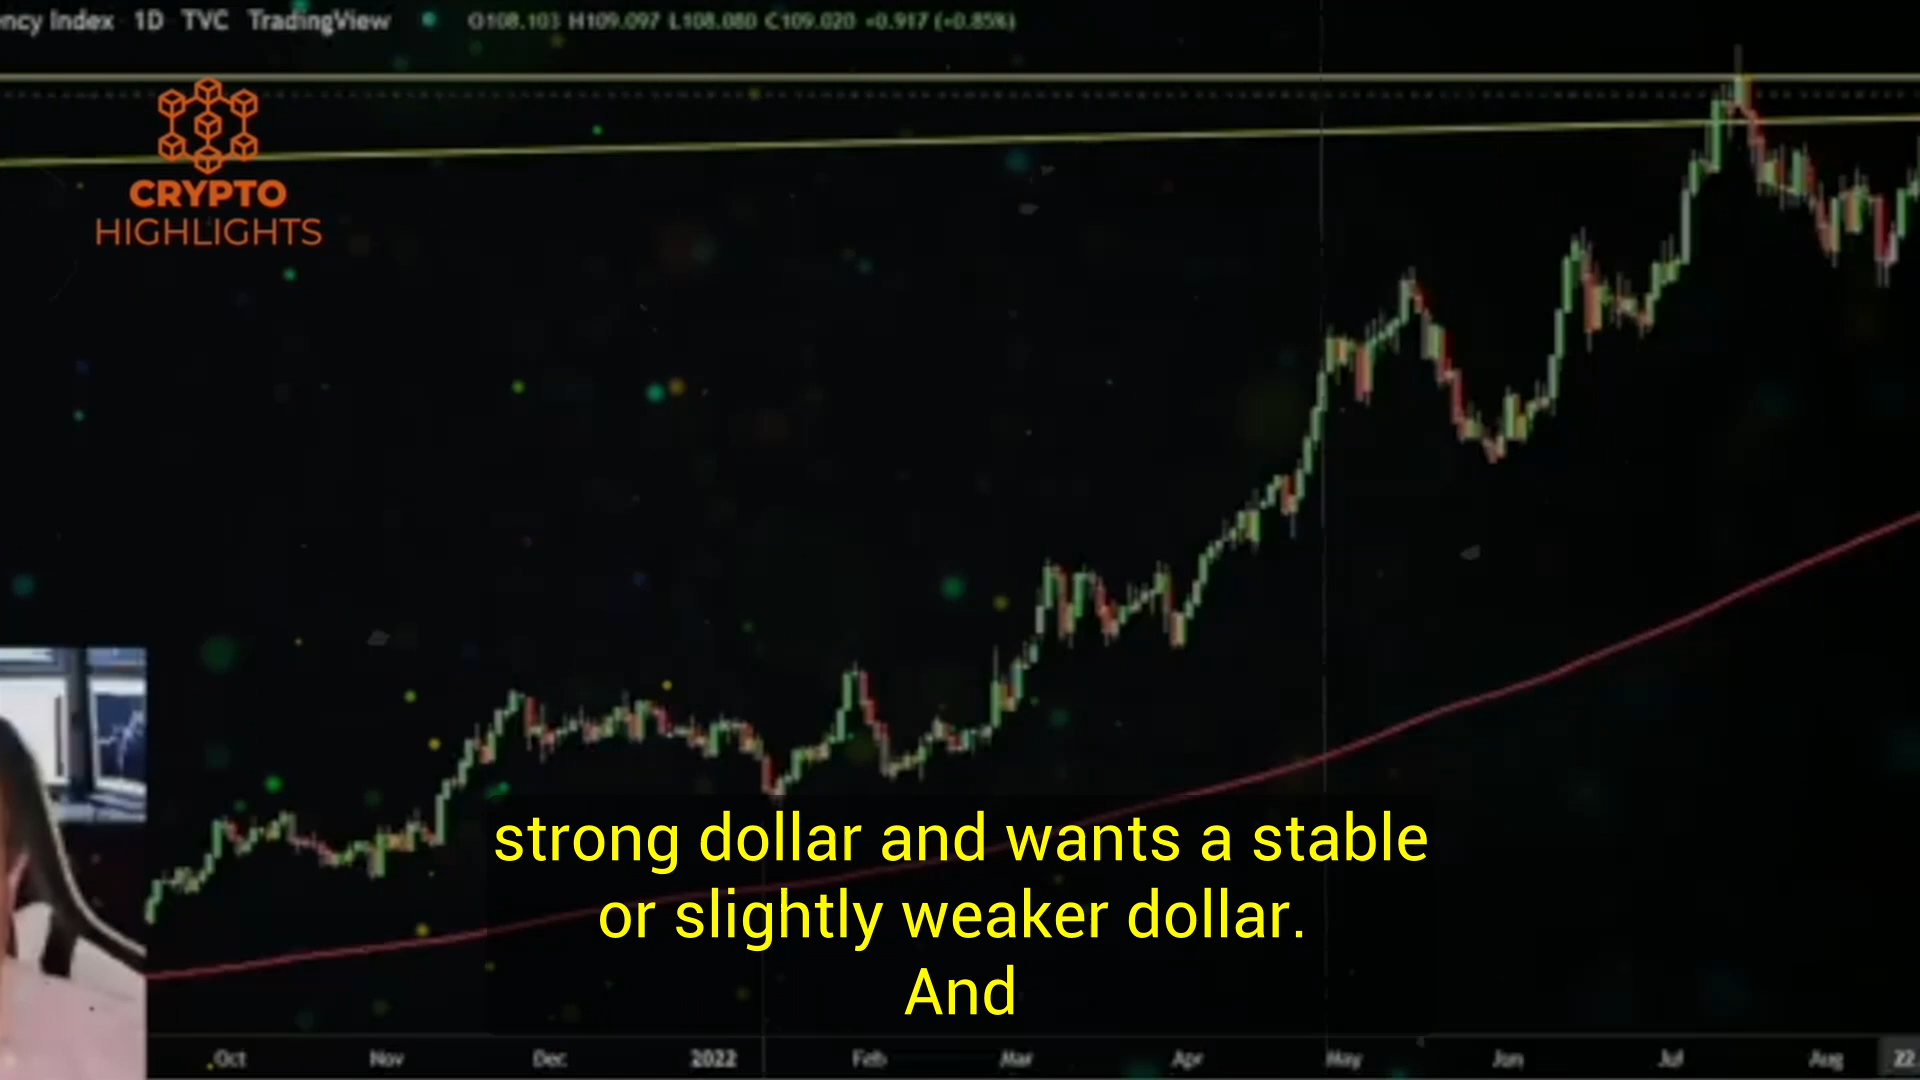 ncy Index 1D TVC TradingView O108.103 H109.097 L108.080 C109.020 +0.917 (+0.85%)
CRYPTO
HIGHLIGHTS
strong dollar and wants a stable
or slightly weaker dollar.
And
Oct Nov Dec 2022 Feb Mar Apr May Jun Jul Aug 22